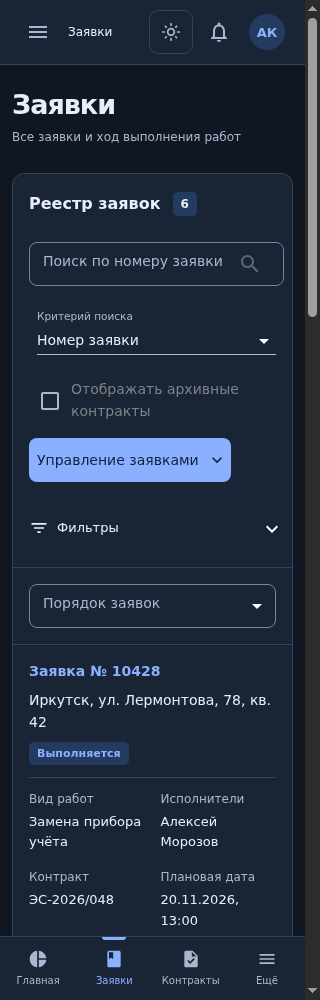 Заявки
АК
Заявки
Все заявки и ход выполнения работ
Реестр заявок 6
Поиск по номеру заявки
Критерий поиска
Номер заявки
Отображать архивные
контракты
Управление заявками
Фильтры
Порядок заявок
Заявка № 10428
Иркутск, ул. Лермонтова, 78, кв.
42
Выполняется
Вид работ
Замена прибора
учёта
Исполнители
Алексей
Морозов
Контракт
ЭС-2026/048
Плановая дата
20.11.2026,
13:00
Главная
Заявки
Контракты
Ещё